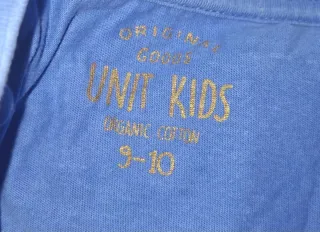 ORIGINAL
GOODS
UNIT KIDS
ORGANIC COTTON
9-10